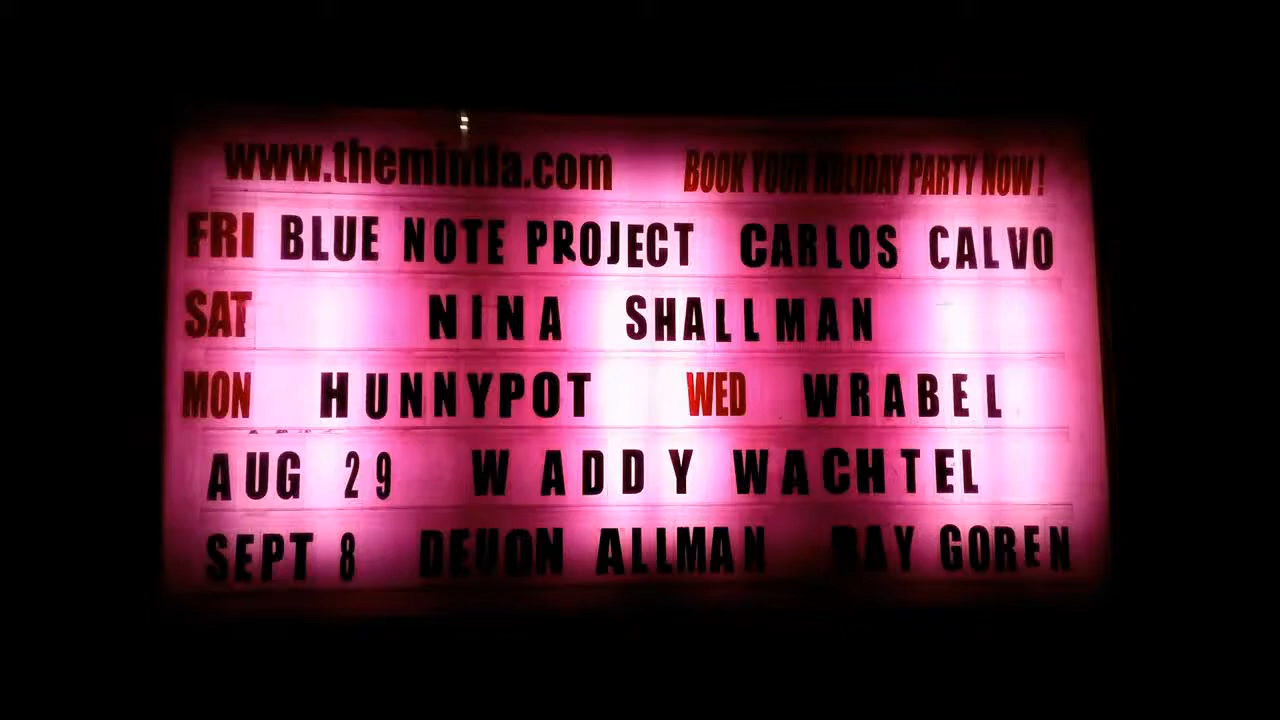 www.themintla.com BOOK YOUR HOLIDAY PARTY NOW!
FRI BLUE NOTE PROJECT CARLOS CALVO
SAT NINA SHALLMAN
MON HUNNYPOT WED WRABEL
AUG 29 WADDY WACHTEL
SEPT 8 DEVON ALLMAN RAY GOREN